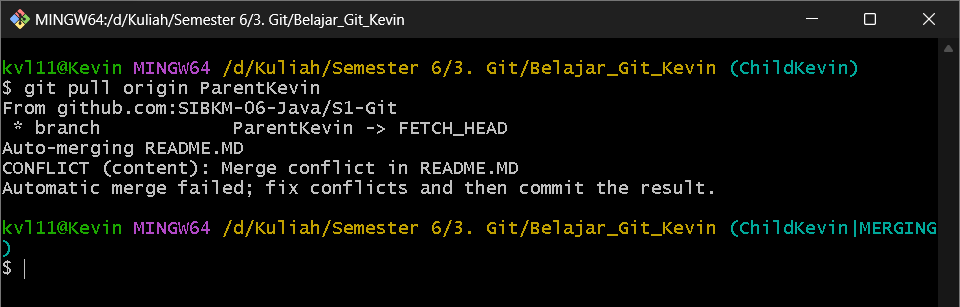 MINGW64:/d/Kuliah/Semester 6/3. Git/Belajar_Git_Kevin
kvl11@Kevin MINGW64 /d/Kuliah/Semester 6/3. Git/Belajar_Git_Kevin (ChildKevin)
$ git pull origin ParentKevin
From github.com:SIBKM-06-Java/S1-Git
 * branch            ParentKevin -> FETCH_HEAD
Auto-merging README.MD
CONFLICT (content): Merge conflict in README.MD
Automatic merge failed; fix conflicts and then commit the result.
kvl11@Kevin MINGW64 /d/Kuliah/Semester 6/3. Git/Belajar_Git_Kevin (ChildKevin|MERGING
)
$